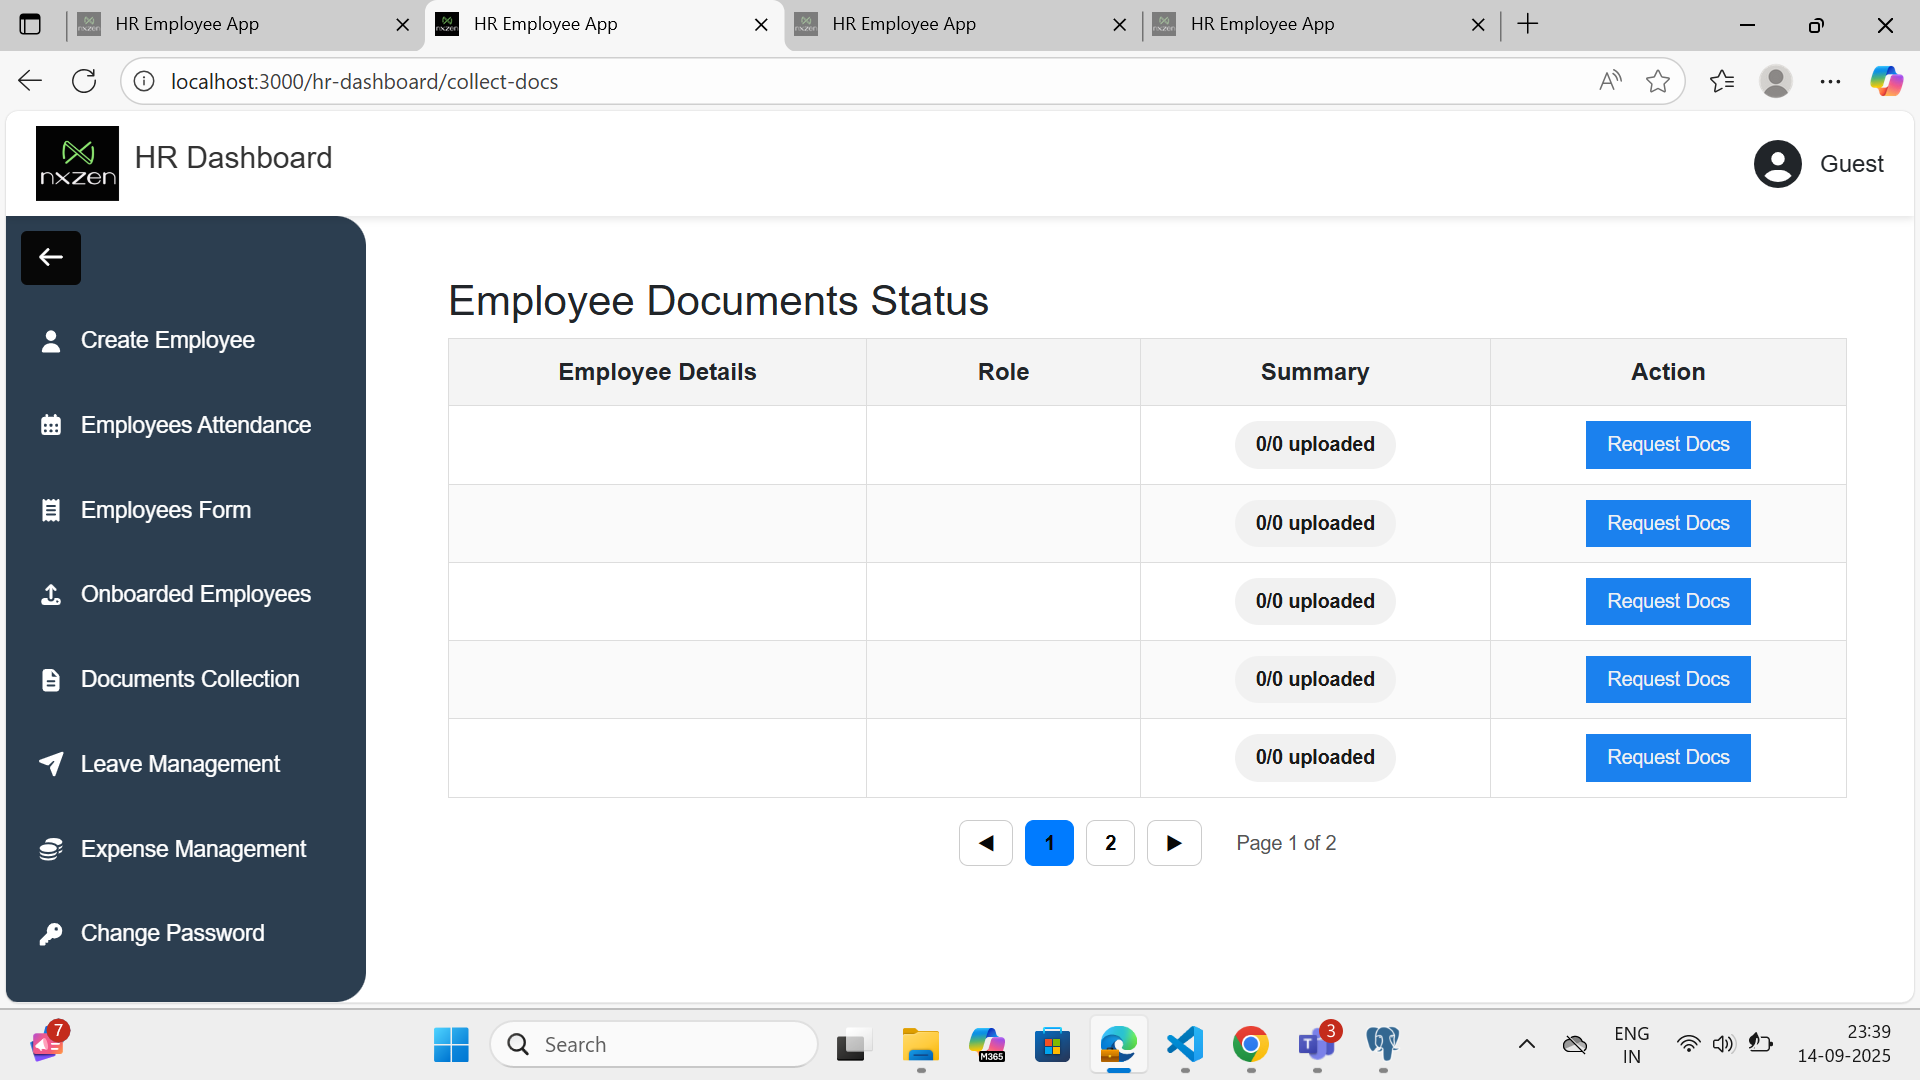 HR Employee App
HR Employee App
HR Employee App
HR Employee App
localhost:3000/hr-dashboard/collect-docs
nxzen
HR Dashboard
Guest
Create Employee
Employees Attendance
Employees Form
Onboarded Employees
Documents Collection
Leave Management
Expense Management
Change Password
Employee Documents Status
Employee Details Role Summary Action
0/0 uploaded Request Docs
0/0 uploaded Request Docs
0/0 uploaded Request Docs
0/0 uploaded Request Docs
0/0 uploaded Request Docs
1 2 Page 1 of 2
7
Search
M365
3
ENG
IN
23:39
14-09-2025